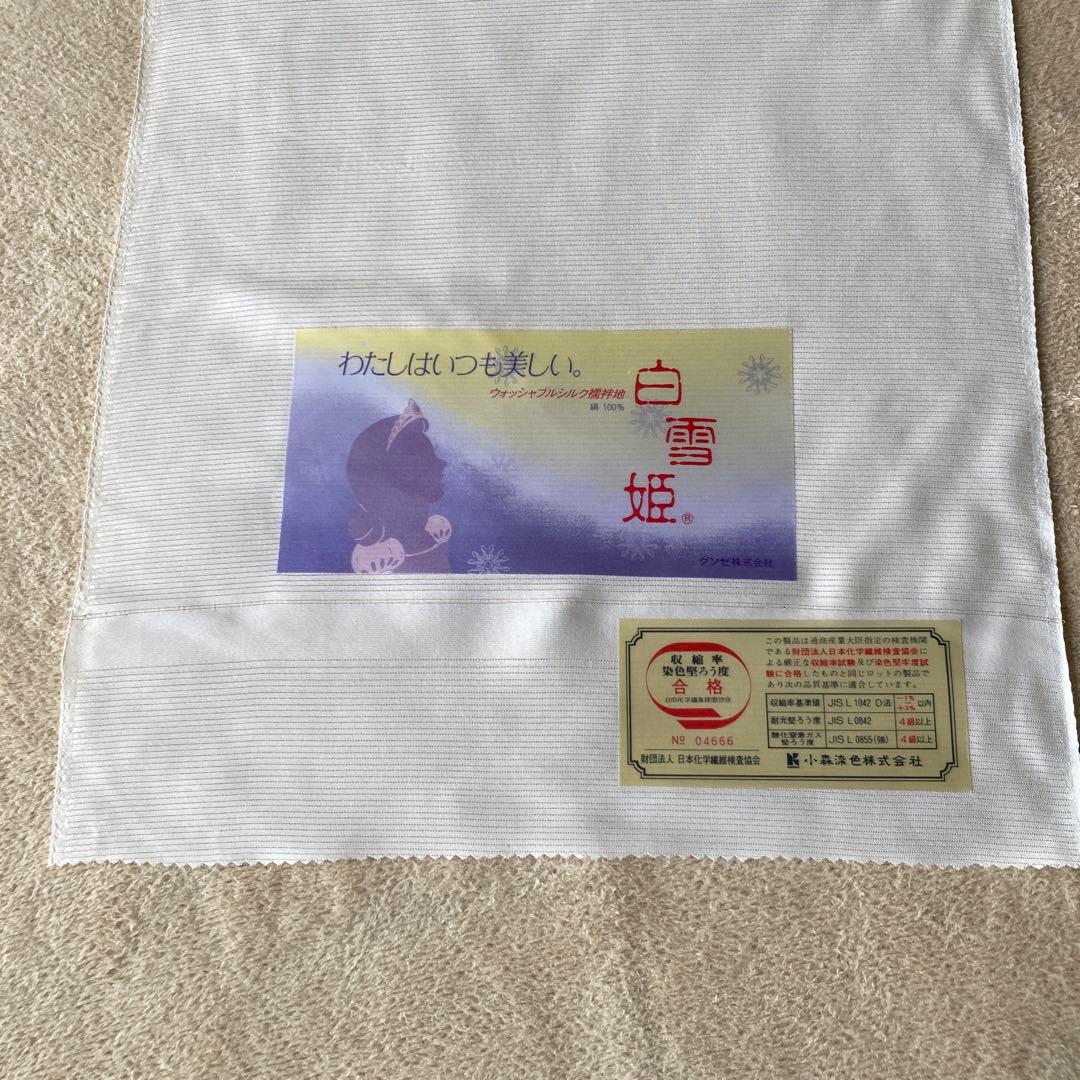 わたしはいつも美しい。
ウォッシャブルシルク襦袢地
絹 100%
白
雪
姫®
グンゼ株式会社
収縮率
染色堅ろう度
合格
日本化学繊維検査協会
№ 04666
財団法人 日本化学繊維検査協会
この製品は通商産業大臣指定の検査機関
である財団法人日本化学繊維検査協会に
よる厳正な収縮率試験及び染色堅牢度試
験に合格したものと同じロットの製品で
あり次の品質基準に適合しています。
収縮率基準値 JIS L 1042 D法 −1% 〜 +3% 以内
耐光堅ろう度 JIS L 0842 4級以上
酸化窒素ガス堅ろう度 JIS L 0855(強) 4級以上
小森染色株式会社